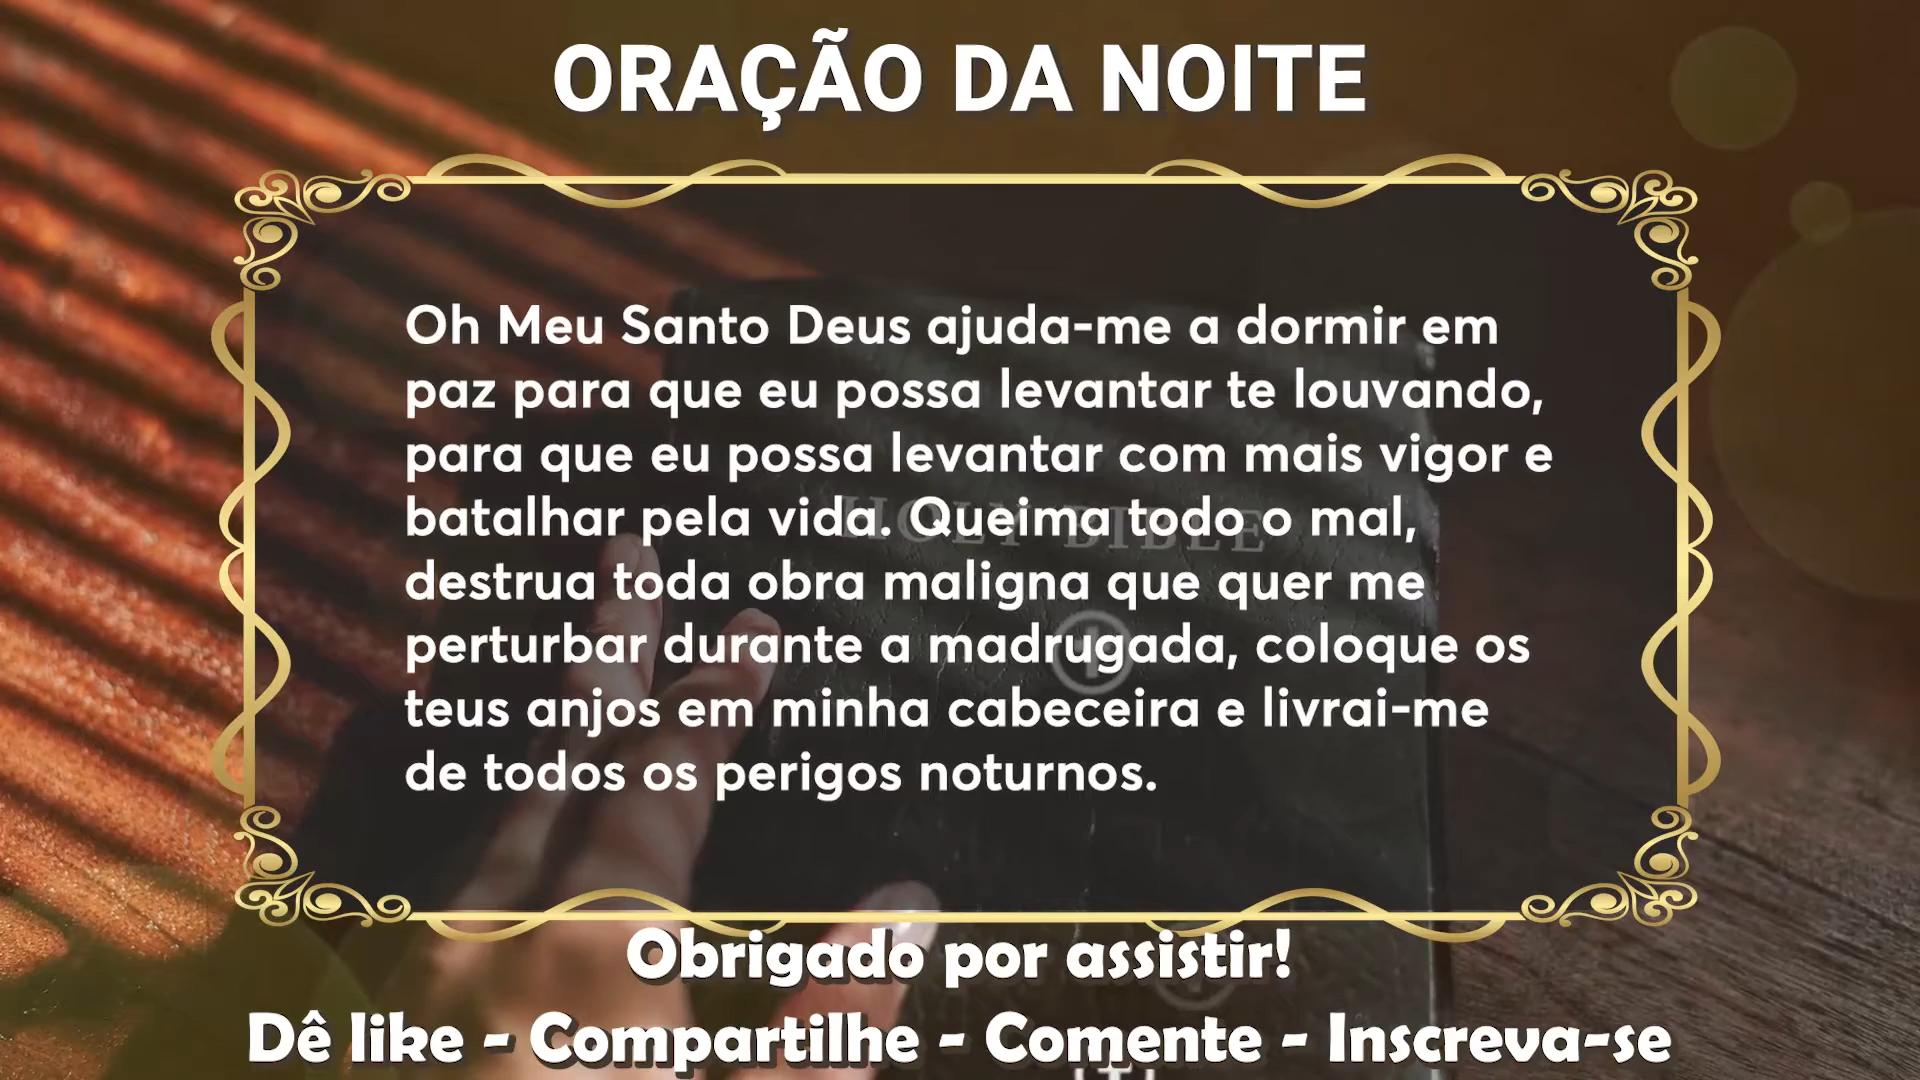 ORAÇÃO DA NOITE
Oh Meu Santo Deus ajuda-me a dormir em
paz para que eu possa levantar te louvando,
para que eu possa levantar com mais vigor e
batalhar pela vida. Queima todo o mal,
destrua toda obra maligna que quer me
perturbar durante a madrugada, coloque os
teus anjos em minha cabeceira e livrai-me
de todos os perigos noturnos.
HOLY BIBLE
Obrigado por assistir!
Dê like - Compartilhe - Comente - Inscreva-se